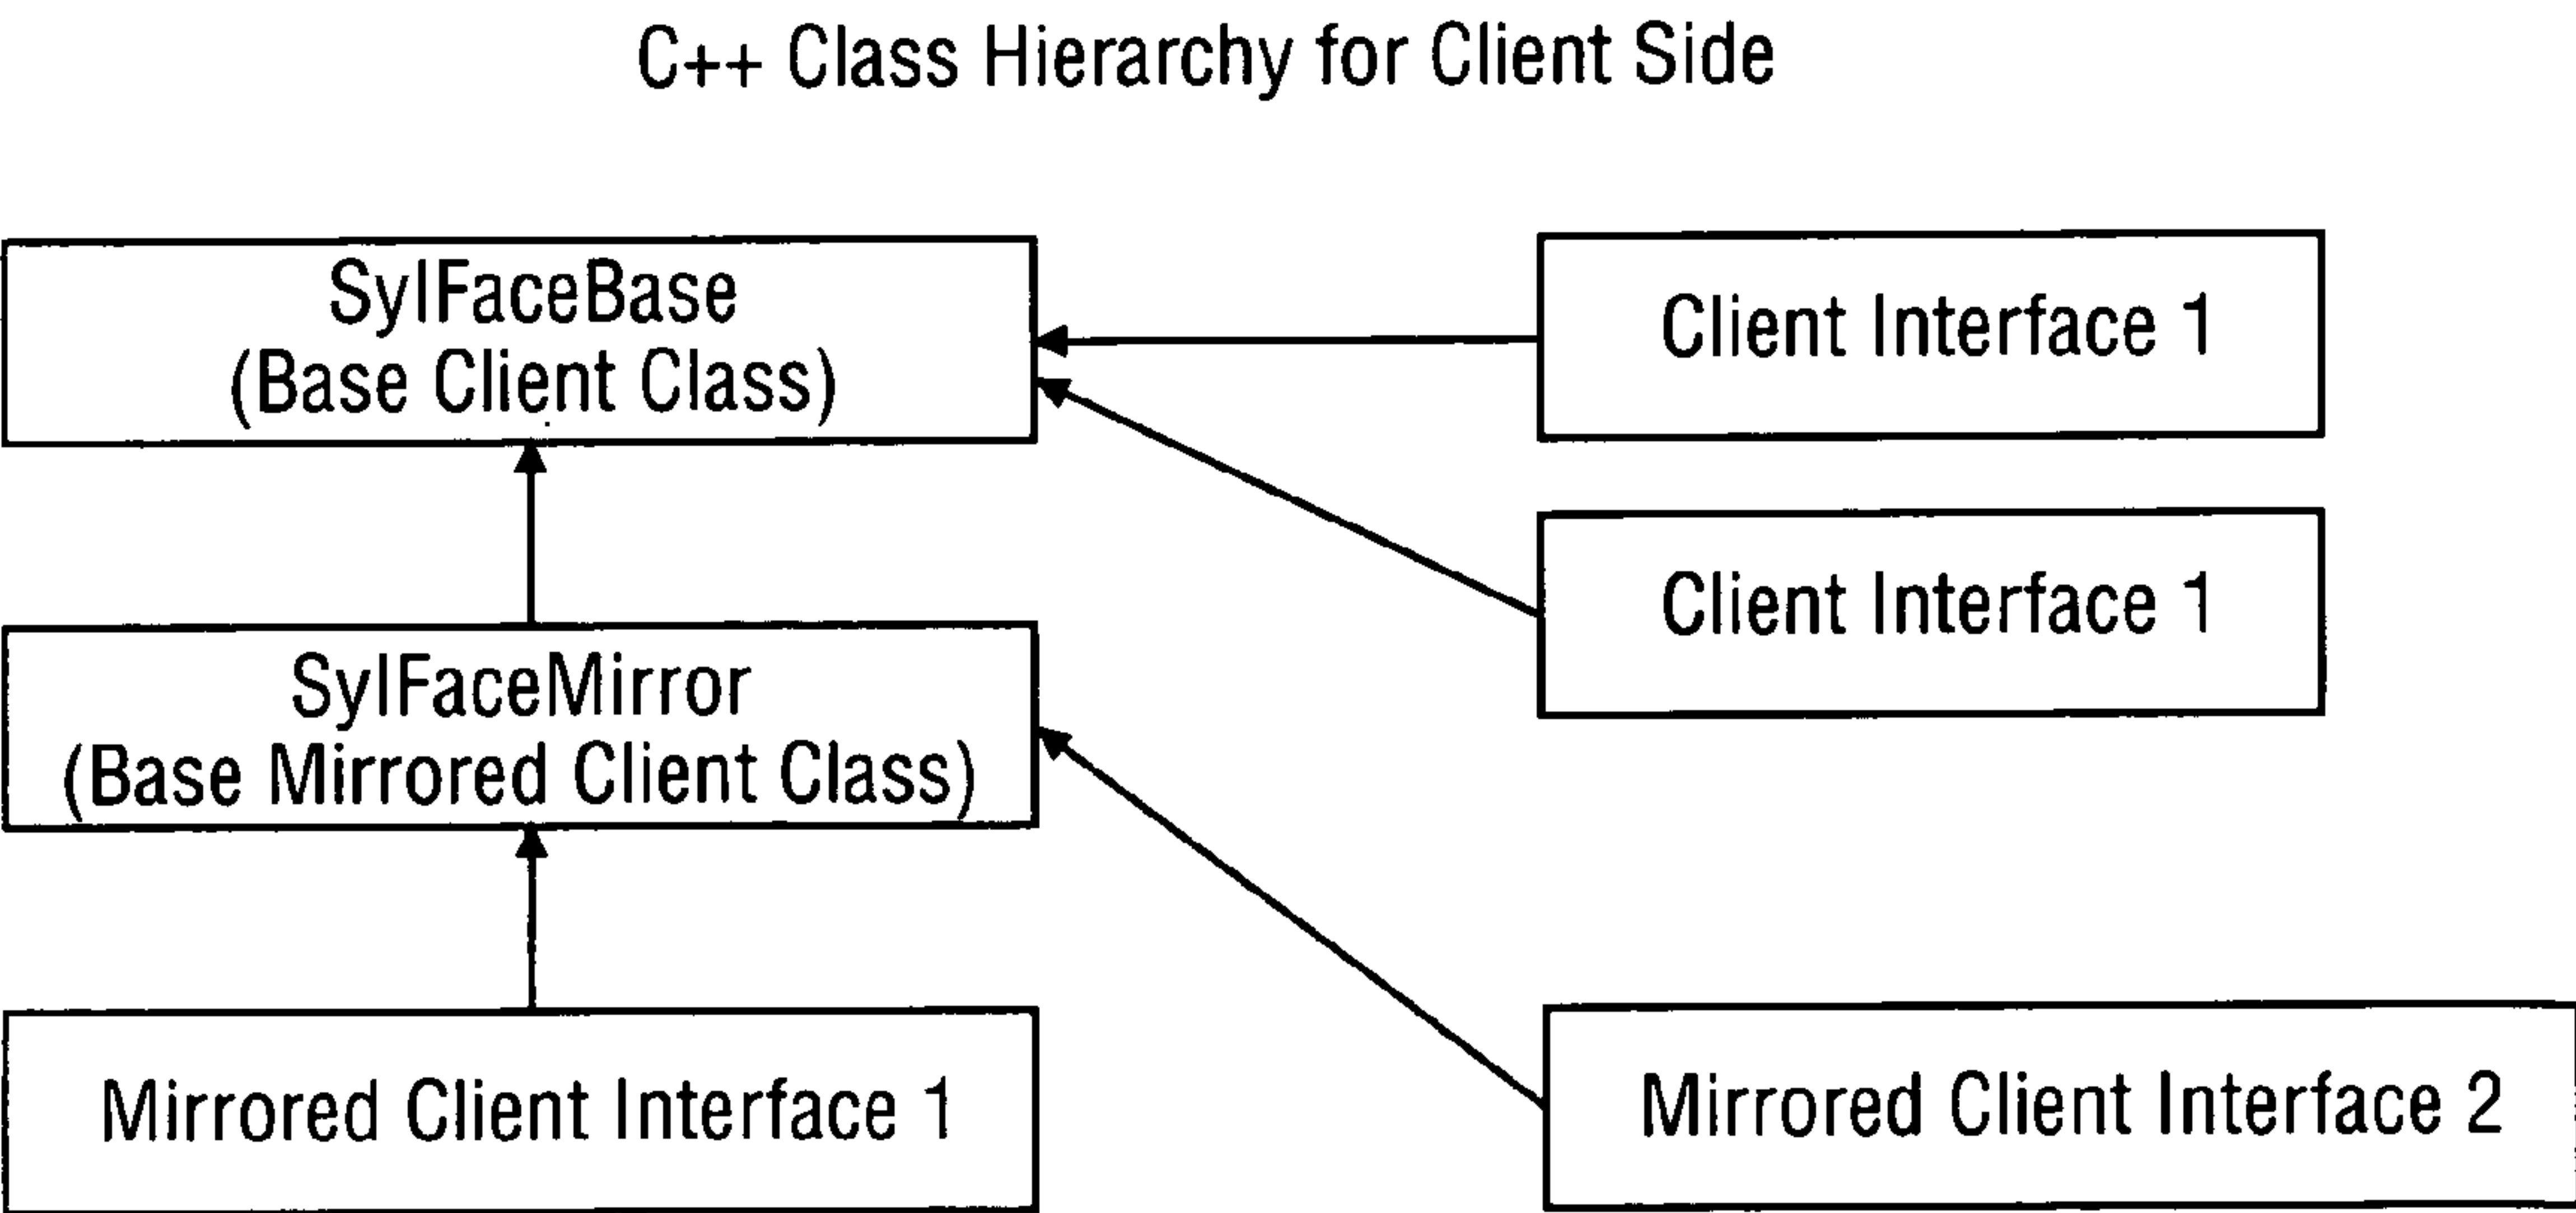 C++ Class Hierarchy for Client Side
SylFaceBase
(Base Client Class)
Client Interface 1
Client Interface 1
SylFaceMirror
(Base Mirrored Client Class)
Mirrored Client Interface 1
Mirrored Client Interface 2